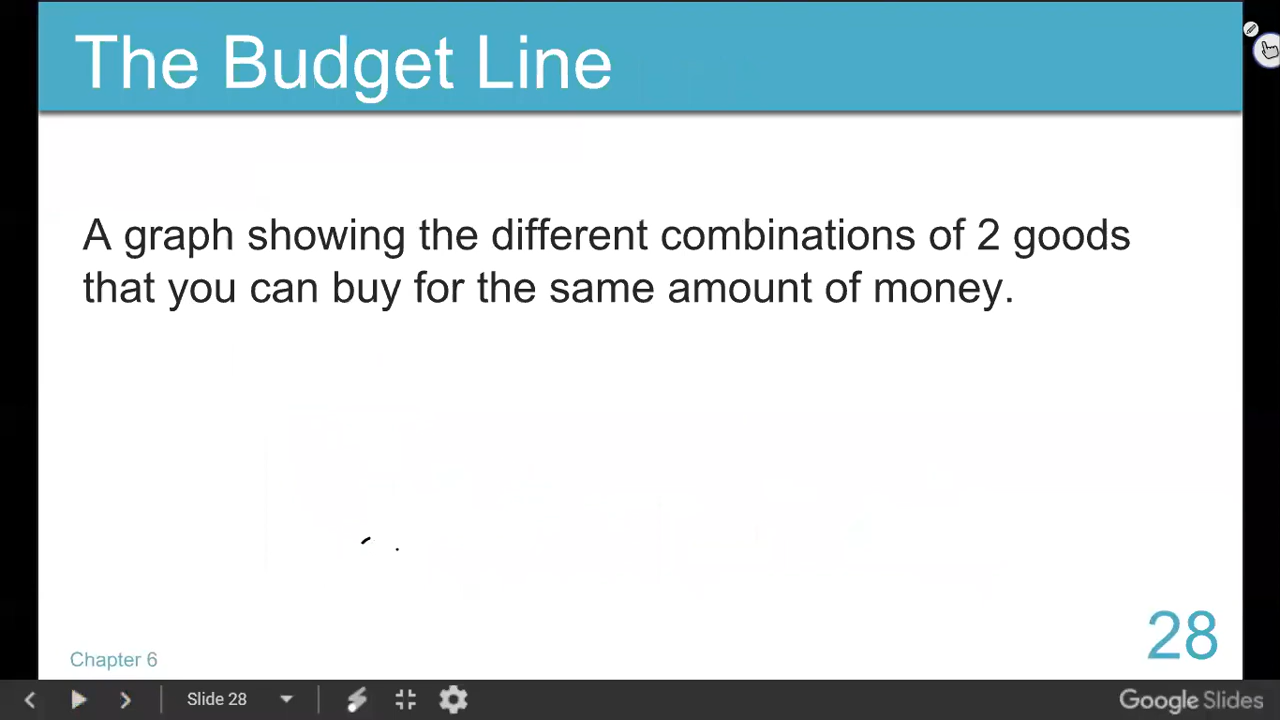 The Budget Line
A graph showing the different combinations of 2 goods
that you can buy for the same amount of money.
28
Chapter 6
Slide 28
Google Slides